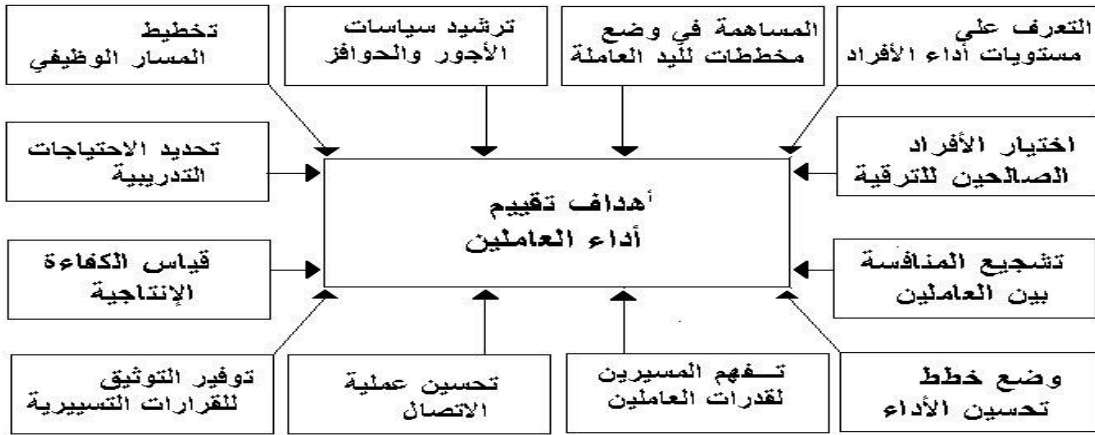 التعرف علي
مستويات أداء الأفراد
المساهمة في وضع
مخططات لليد العاملة
ترشيد سياسات
الأجور والحوافز
تخطيط
المسار الوظيفي
اختيار الأفراد
الصالحين للترقية
تحديد الاحتياجات
التدريبية
أهداف تقييم
أداء العاملين
تشجيع المنافسة
بين العاملين
قياس الكفاءة
الإنتاجية
وضع خطط
تحسين الأداء
تـفهم المسيرين
لقدرات العاملين
تحسين عملية
الاتصال
توفير التوثيق
للقرارات التسييرية